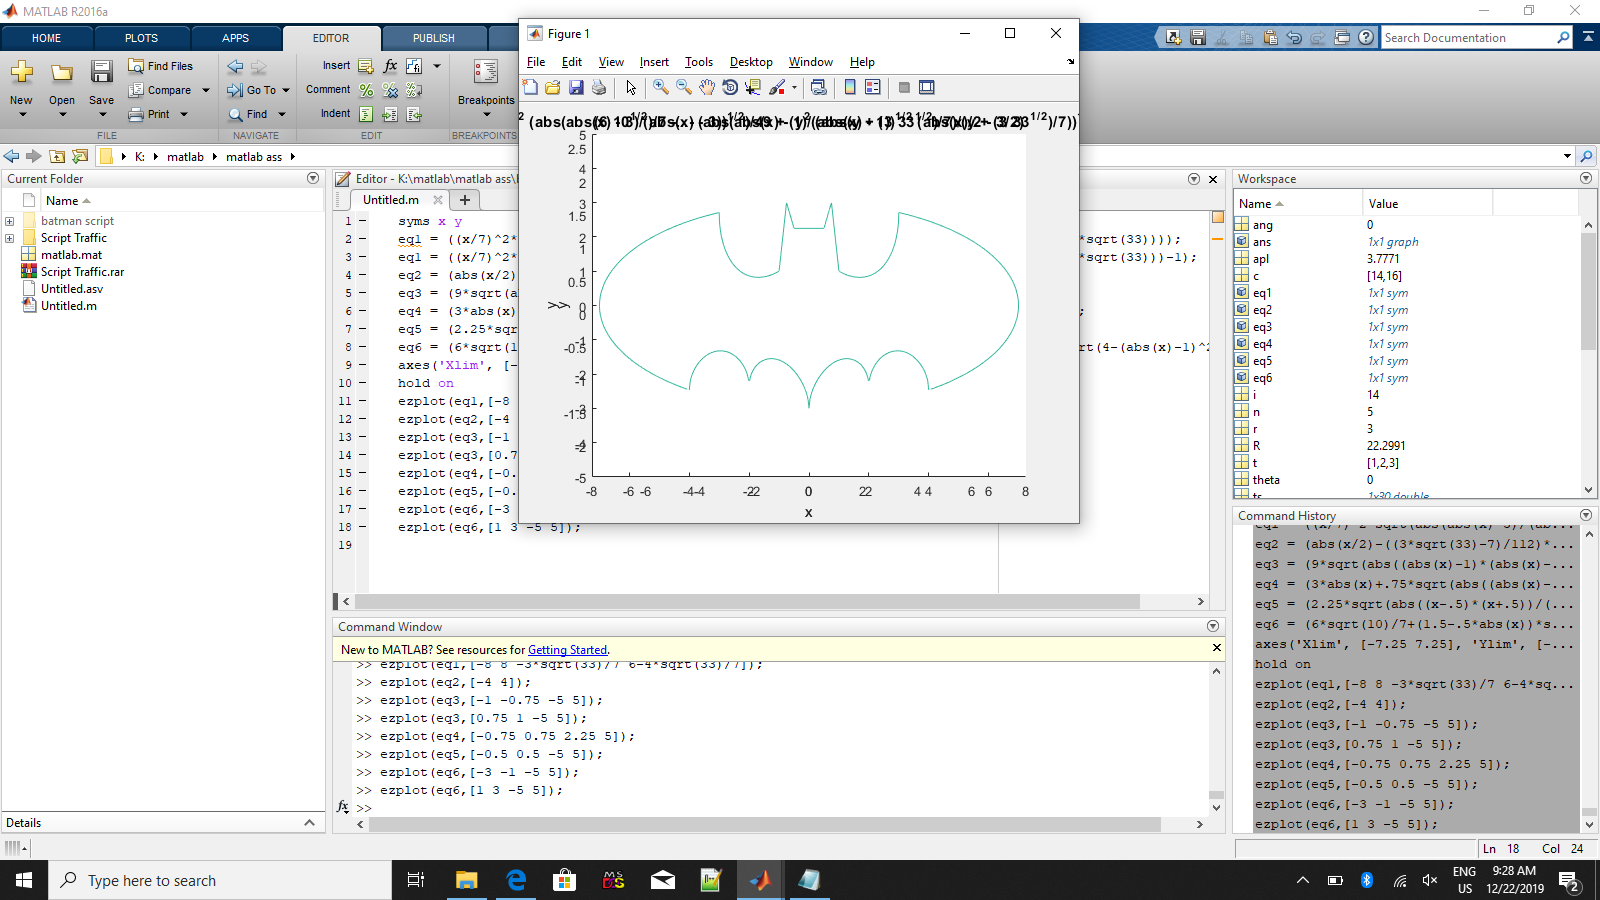 MATLAB R2016a
HOME PLOTS APPS EDITOR PUBLISH
Search Documentation
New Open Save
Find Files
Compare
Print
Go To
Find
Insert fx
Comment
Indent
Breakpoints
FILE NAVIGATE EDIT BREAKPOINTS
K: matlab matlab ass
Current Folder
Name
batman script
Script Traffic
matlab.mat
Script Traffic.rar
Untitled.asv
Untitled.m
Details
Editor - K:\matlab\matlab ass\
Untitled.m
1 syms x y
2 eq1 = ((x/7)^2* *sqrt(33))));
3 eq1 = ((x/7)^2* *sqrt(33)))-1);
4 eq2 = (abs(x/2)
5 eq3 = (9*sqrt(a
6 eq4 = (3*abs(x) ;
7 eq5 = (2.25*sqr
8 eq6 = (6*sqrt(1 rt(4-(abs(x)-1)^2
9 axes('Xlim', [-
10 hold on
11 ezplot(eq1,[-8
12 ezplot(eq2,[-4
13 ezplot(eq3,[-1
14 ezplot(eq3,[0.7
15 ezplot(eq4,[-0.
16 ezplot(eq5,[-0.
17 ezplot(eq6,[-3
18 ezplot(eq6,[1 3 -5 5]);
19
Figure 1
File Edit View Insert Tools Desktop Window Help
5
2.5
4
2
3
1.5
2
1
1
0.5
0
0
-1
-0.5
-2
-1
-3
-1.5
-4
-2
-5
-8 -6 -6 -4 -4 -2 2 0 2 2 4 4 6 6 8
x
Command Window
New to MATLAB? See resources for Getting Started.
>> ezplot(eq1,[-8 8 -3*sqrt(33)/7 6-4*sqrt(33)/7]);
>> ezplot(eq2,[-4 4]);
>> ezplot(eq3,[-1 -0.75 -5 5]);
>> ezplot(eq3,[0.75 1 -5 5]);
>> ezplot(eq4,[-0.75 0.75 2.25 5]);
>> ezplot(eq5,[-0.5 0.5 -5 5]);
>> ezplot(eq6,[-3 -1 -5 5]);
>> ezplot(eq6,[1 3 -5 5]);
fx >>
Workspace
Name Value
ang 0
ans 1x1 graph
apl 3.7771
c [14,16]
eq1 1x1 sym
eq2 1x1 sym
eq3 1x1 sym
eq4 1x1 sym
eq5 1x1 sym
eq6 1x1 sym
i 14
n 5
r 3
R 22.2991
t [1,2,3]
theta 0
ts 1x30 double
Command History
eq2 = (abs(x/2)-((3*sqrt(33)-7)/112)*...
eq3 = (9*sqrt(abs((abs(x)-1)*(abs(x)-...
eq4 = (3*abs(x)+.75*sqrt(abs((abs(x)-...
eq5 = (2.25*sqrt(abs((x-.5)*(x+.5))/(...
eq6 = (6*sqrt(10)/7+(1.5-.5*abs(x))*s...
axes('Xlim', [-7.25 7.25], 'Ylim', [-...
hold on
ezplot(eq1,[-8 8 -3*sqrt(33)/7 6-4*sq...
ezplot(eq2,[-4 4]);
ezplot(eq3,[-1 -0.75 -5 5]);
ezplot(eq3,[0.75 1 -5 5]);
ezplot(eq4,[-0.75 0.75 2.25 5]);
ezplot(eq5,[-0.5 0.5 -5 5]);
ezplot(eq6,[-3 -1 -5 5]);
ezplot(eq6,[1 3 -5 5]);
Ln 18 Col 24
Type here to search
ENG US
9:28 AM
12/22/2019
2